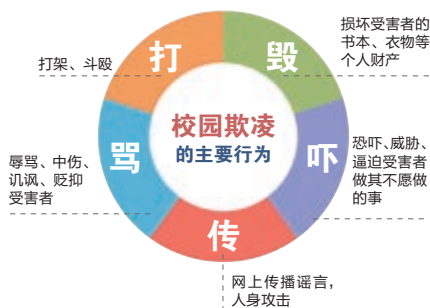 打
打架、斗殴
毁
损坏受害者的
书本、衣物等
个人财产
校园欺凌
的主要行为
骂
辱骂、中伤、
讥讽、贬抑
受害者
吓
恐吓、威胁、
逼迫受害者
做其不愿做
的事
传
网上传播谣言，
人身攻击